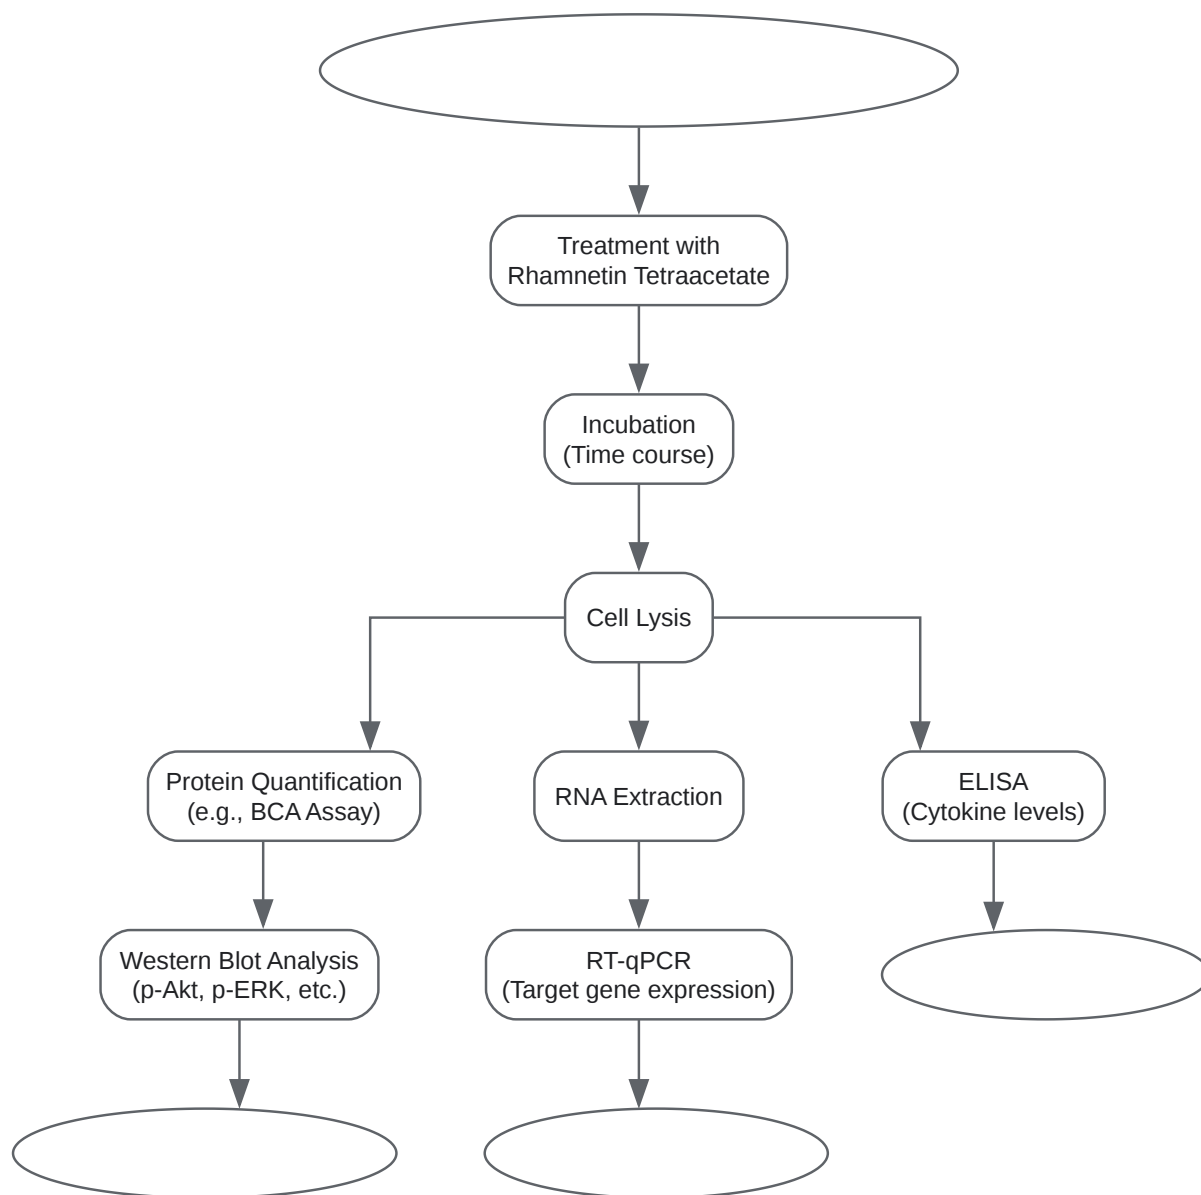 Treatment with
Rhamnetin Tetraacetate
Incubation
(Time course)
Cell Lysis
Protein Quantification
(e.g., BCA Assay)
RNA Extraction
ELISA
(Cytokine levels)
Western Blot Analysis
(p-Akt, p-ERK, etc.)
RT-qPCR
(Target gene expression)